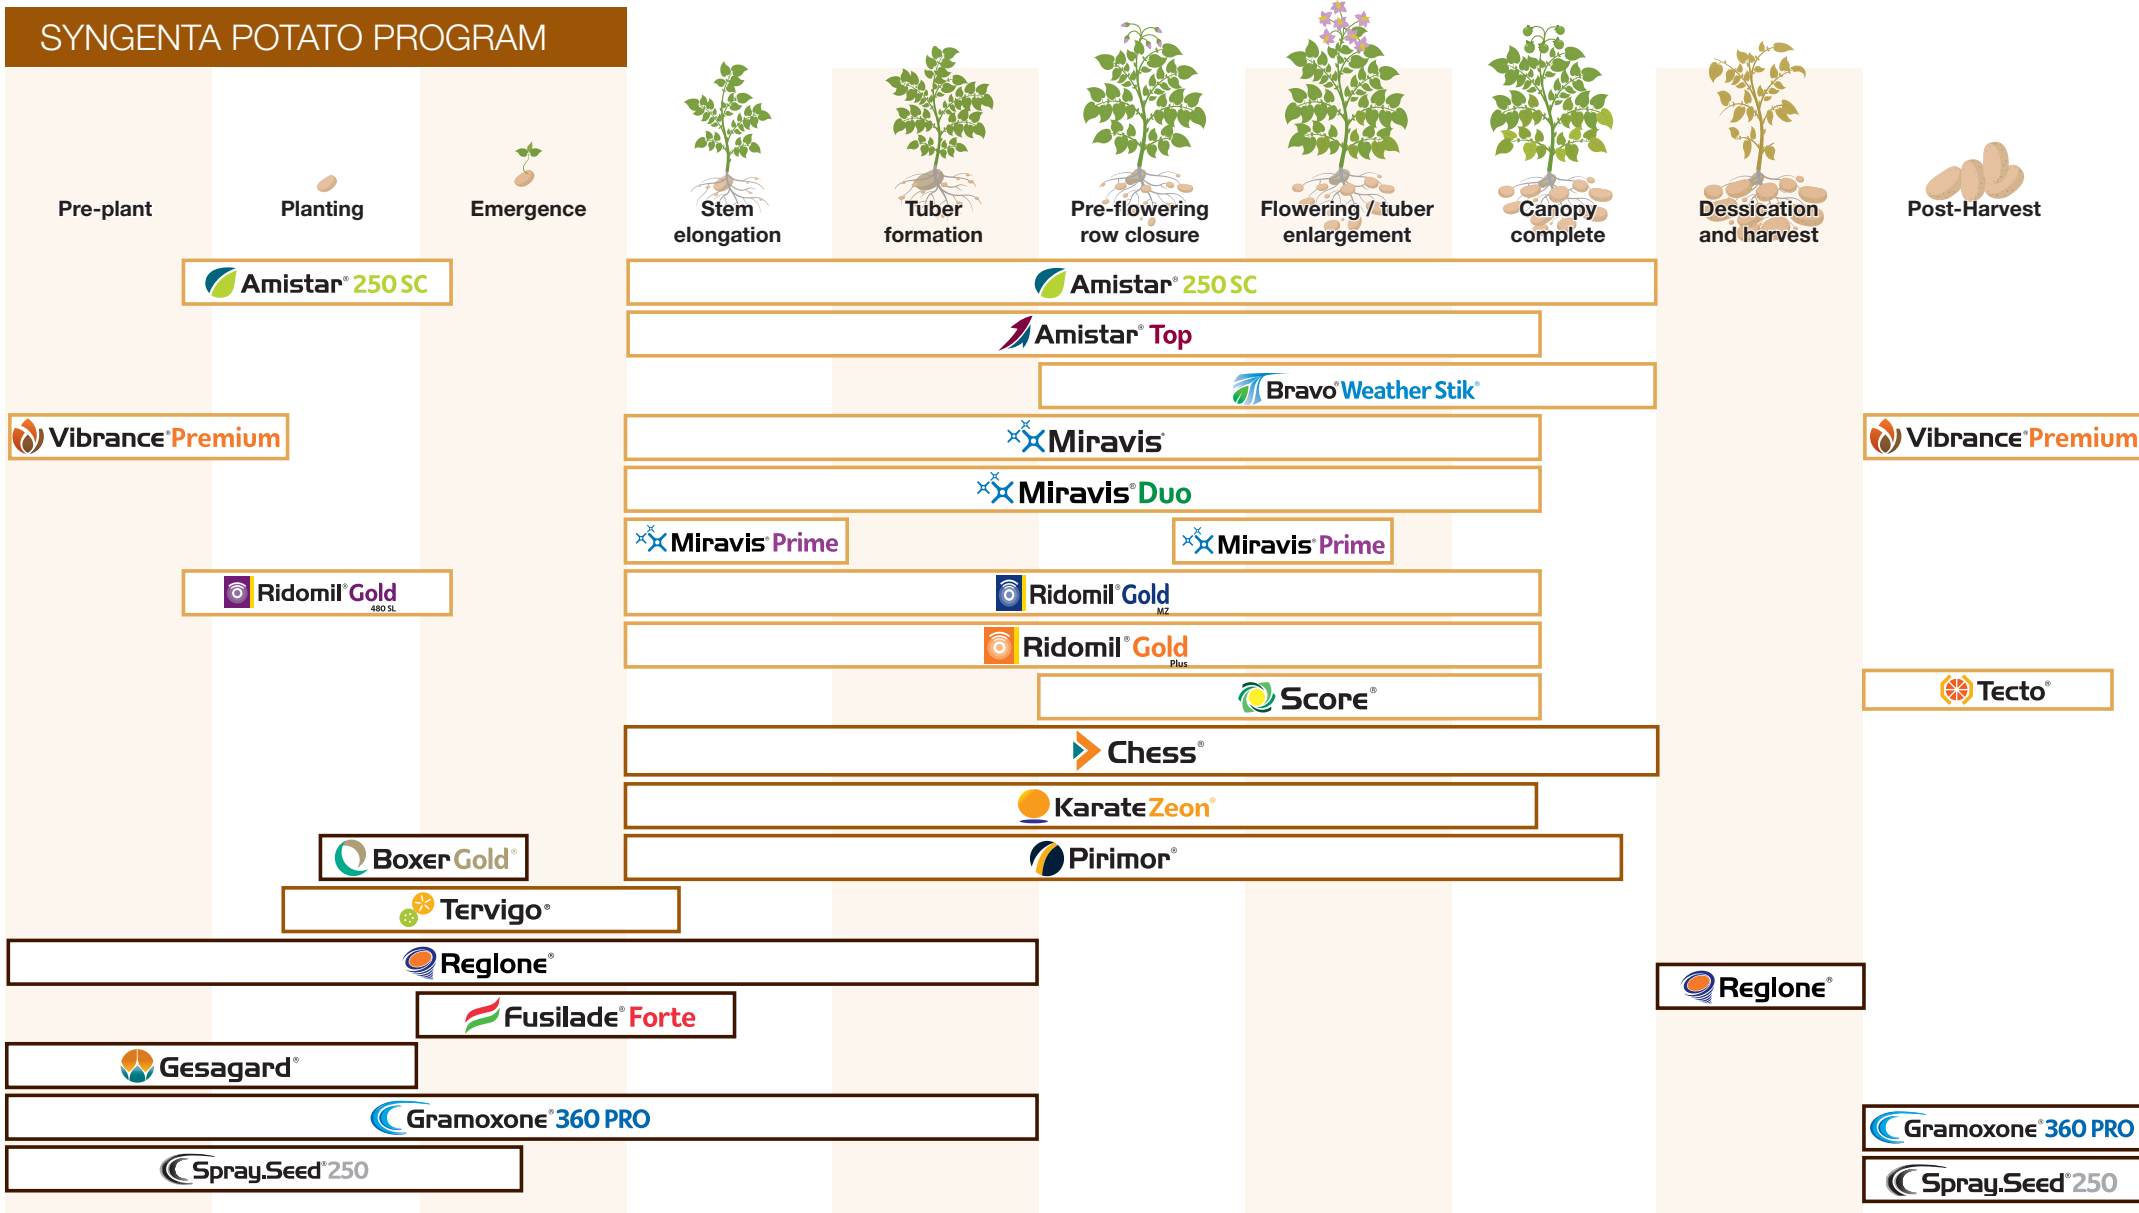 SYNGENTA POTATO PROGRAM
Pre-plant
Planting
Emergence
Stem
elongation
Tuber
formation
Pre-flowering
row closure
Flowering / tuber
enlargement
Canopy
complete
Dessication
and harvest
Post-Harvest
Amistar® 250 SC
Amistar® 250 SC
Amistar® Top
Bravo® Weather Stik®
Vibrance® Premium
Miravis®
Vibrance® Premium
Miravis® Duo
Miravis® Prime
Miravis® Prime
Ridomil® Gold
480 SL
Ridomil® Gold
MZ
Ridomil® Gold
Plus
Score®
Tecto®
Chess®
Karate Zeon®
Boxer Gold®
Pirimor®
Tervigo®
Reglone®
Reglone®
Fusilade® Forte
Gesagard®
Gramoxone® 360 PRO
Gramoxone® 360 PRO
Spray.Seed® 250
Spray.Seed® 250